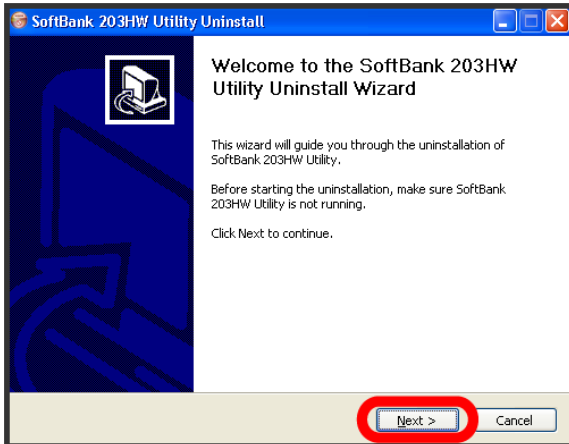 SoftBank 203HW Utility Uninstall
Welcome to the SoftBank 203HW
Utility Uninstall Wizard
This wizard will guide you through the uninstallation of
SoftBank 203HW Utility.
Before starting the uninstallation, make sure SoftBank
203HW Utility is not running.
Click Next to continue.
Next >
Cancel